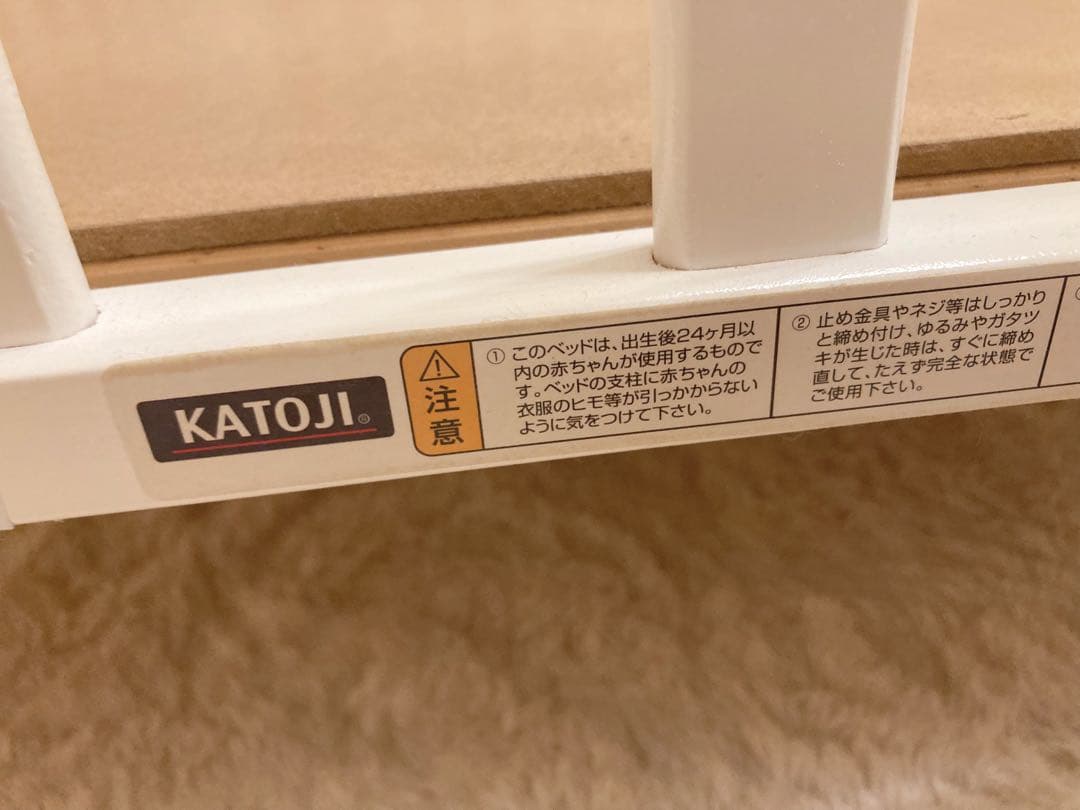 KATOJI®
注意
① このベッドは、出生後24ヶ月以
内の赤ちゃんが使用するもので
す。ベッドの支柱に赤ちゃんの
衣服のヒモ等が引っかからない
ように気をつけて下さい。
② 止め金具やネジ等はしっかり
と締め付け、ゆるみやガタツ
キが生じた時は、すぐに締め
直して、たえず完全な状態で
ご使用下さい。